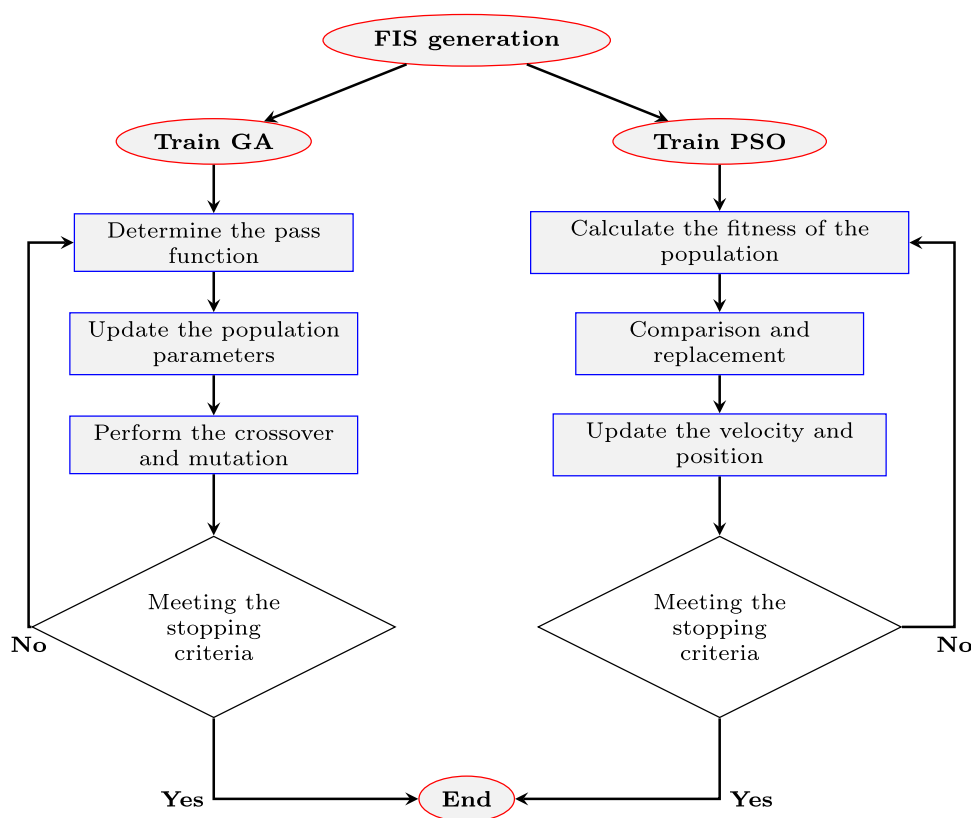 FIS generation
Train GA
Train PSO
Determine the pass
function
Calculate the fitness of the
population
Update the population
parameters
Comparison and
replacement
Perform the crossover
and mutation
Update the velocity and
position
Meeting the
stopping
criteria
Meeting the
stopping
criteria
No
No
Yes
End
Yes